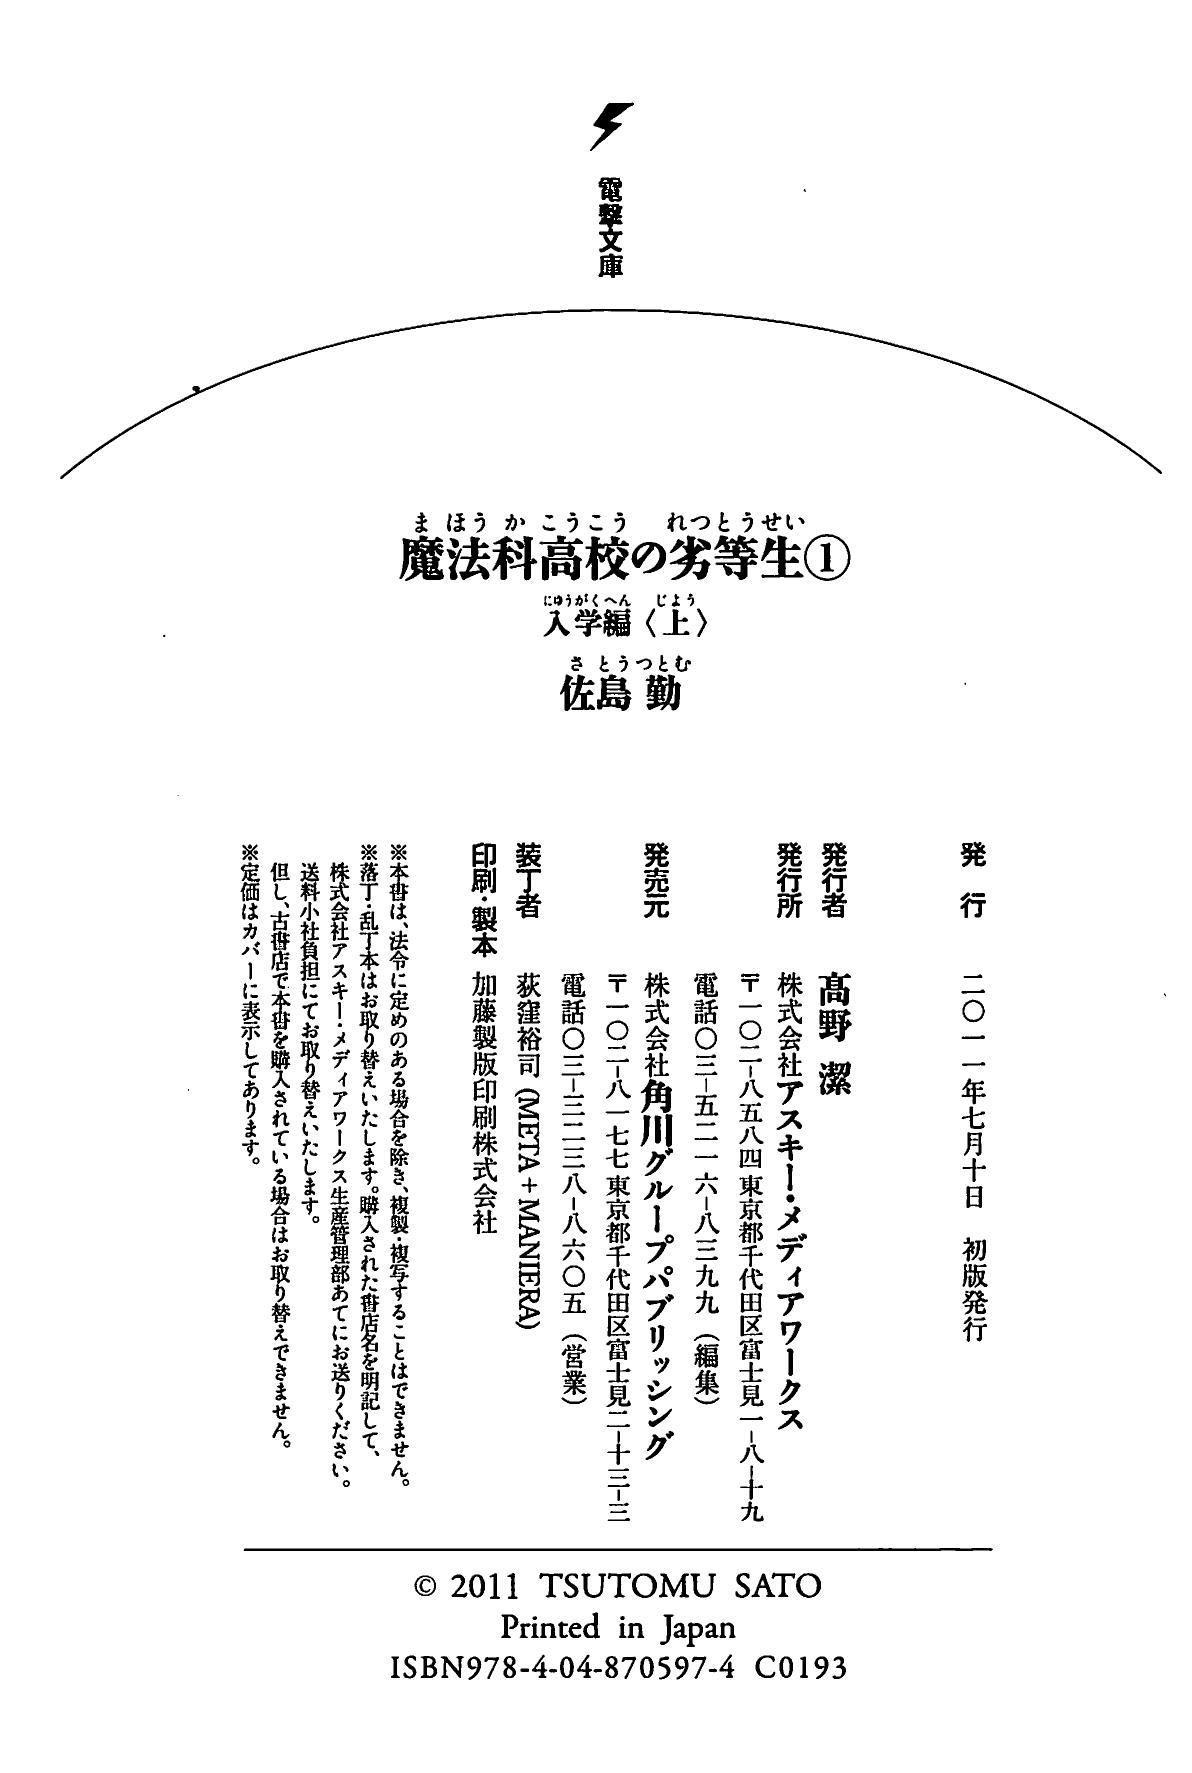 電撃文庫
まほうかこうこう れつとうせい
魔法科高校の劣等生①
にゅうがくへん じょう
入学編〈上〉
さとうつとむ
佐島 勤
発行 二〇一一年七月十日 初版発行
発行者 髙野 潔
発行所 株式会社アスキー・メディアワークス
〒一〇二-八五八四 東京都千代田区富士見一-八-十九
電話〇三-五二一六-八三九九（編集）
発売元 株式会社角川グループパブリッシング
〒一〇二-八一七七 東京都千代田区富士見二-十三-三
電話〇三-三二三八-八六〇五（営業）
装丁者 荻窪裕司（META+MANIERA）
印刷・製本 加藤製版印刷株式会社
※本書は、法令に定めのある場合を除き、複製・複写することはできません。
※落丁・乱丁本はお取り替えいたします。購入された書店名を明記して、
株式会社アスキー・メディアワークス生産管理部あてにお送りください。
送料小社負担にてお取り替えいたします。
但し、古書店で本書を購入されている場合はお取り替えできません。
※定価はカバーに表示してあります。
© 2011 TSUTOMU SATO
Printed in Japan
ISBN978-4-04-870597-4 C0193